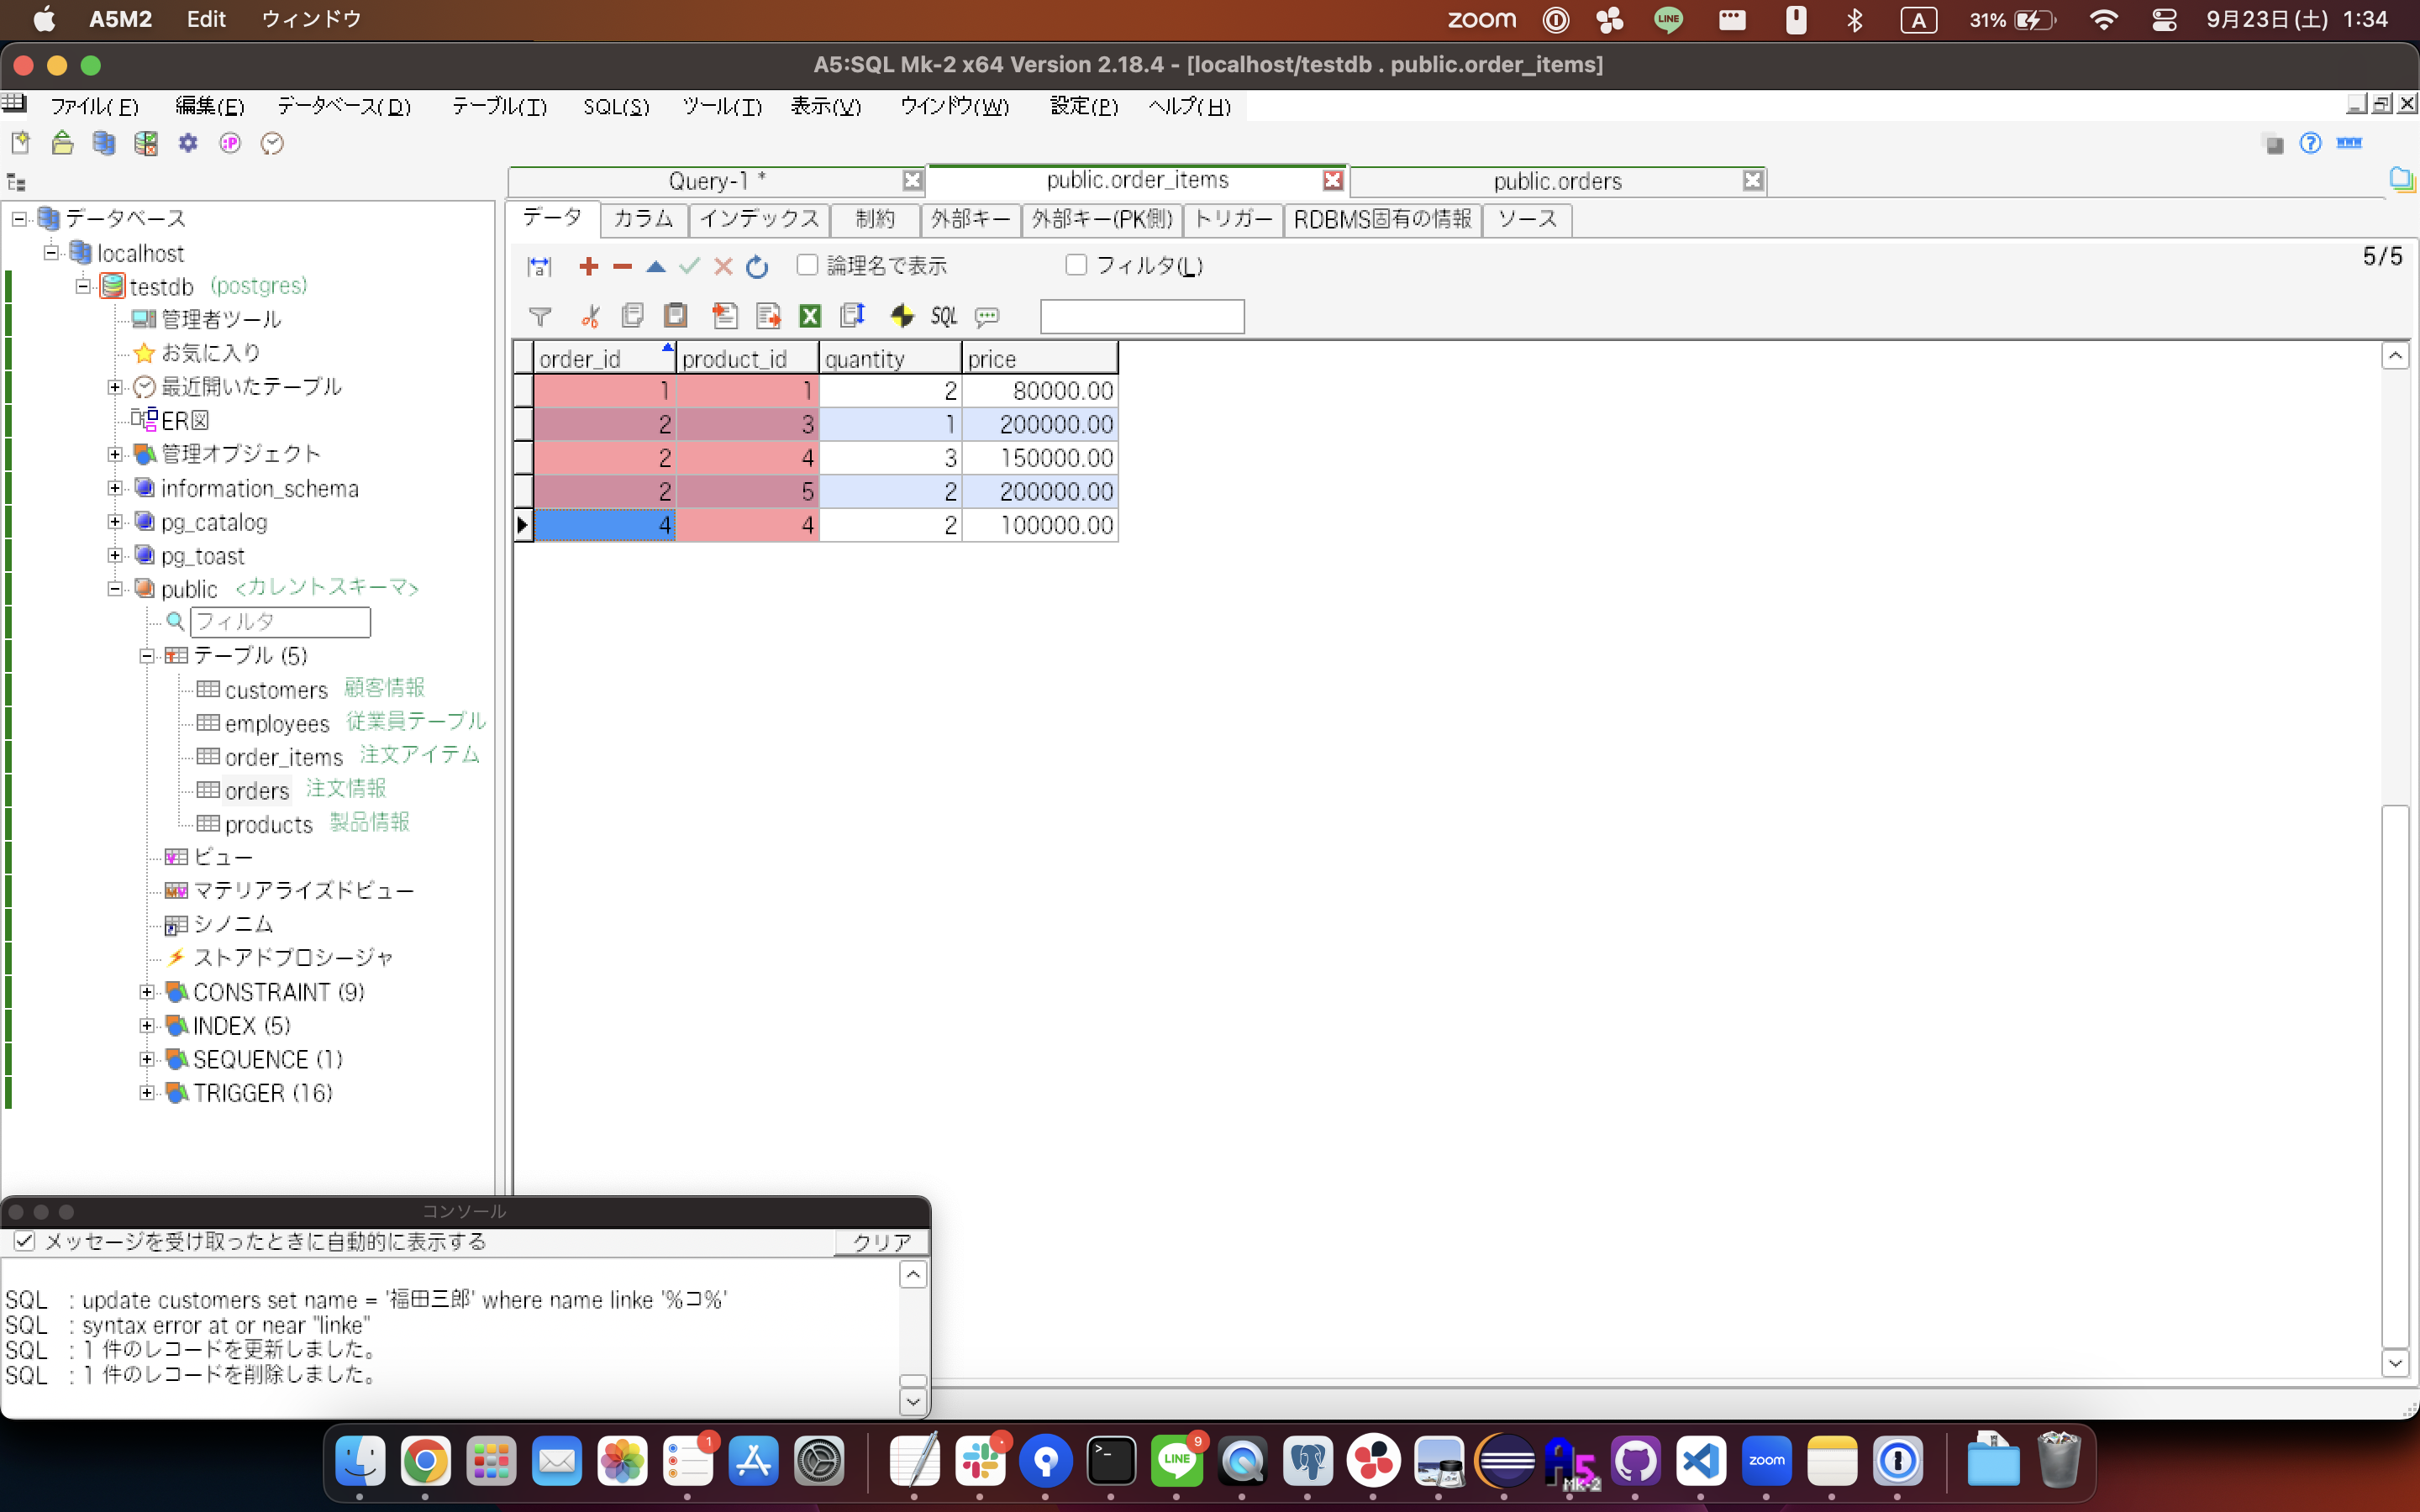 A5M2 Edit ウィンドウ zoom LINE A 31% 9月23日(土) 1:34
A5:SQL Mk-2 x64 Version 2.18.4 - [localhost/testdb . public.order_items]
ファイル(F) 編集(E) データベース(D) テーブル(T) SQL(S) ツール(T) 表示(V) ウインドウ(W) 設定(P) ヘルプ(H)
Query-1 * public.order_items public.orders
データ カラム インデックス 制約 外部キー 外部キー(PK側) トリガー RDBMS固有の情報 ソース
論理名で表示 フィルタ(L) 5/5
SQL
order_id product_id quantity price
1 1 2 80000.00
2 3 1 200000.00
2 4 3 150000.00
2 5 2 200000.00
4 4 2 100000.00
データベース
localhost
testdb (postgres)
管理者ツール
お気に入り
最近開いたテーブル
ER図
管理オブジェクト
information_schema
pg_catalog
pg_toast
public <カレントスキーマ>
フィルタ
テーブル (5)
customers 顧客情報
employees 従業員テーブル
order_items 注文アイテム
orders 注文情報
products 製品情報
ビュー
マテリアライズドビュー
シノニム
ストアドプロシージャ
CONSTRAINT (9)
INDEX (5)
SEQUENCE (1)
TRIGGER (16)
コンソール
メッセージを受け取ったときに自動的に表示する クリア
SQL : update customers set name = '福田三郎' where name linke '%コ%'
SQL : syntax error at or near "linke"
SQL : 1 件のレコードを更新しました。
SQL : 1 件のレコードを削除しました。
1 LINE 9 A5 Mk-2 zoom